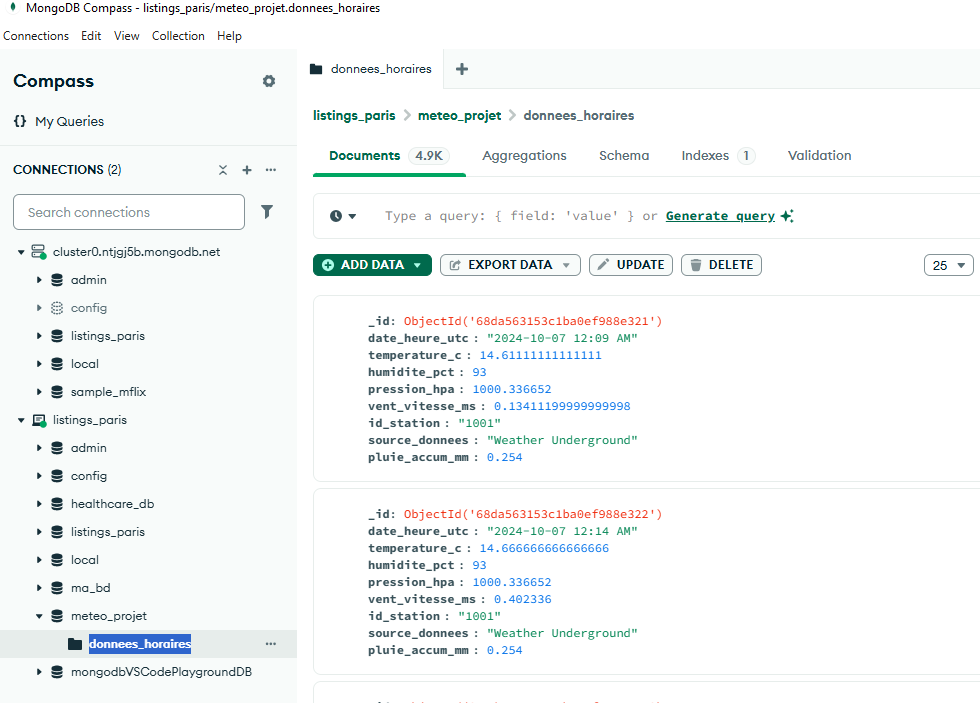 MongoDB Compass - listings_paris/meteo_projet.donnees_horaires
Connections Edit View Collection Help
Compass
{} My Queries
CONNECTIONS (2)
Search connections
cluster0.ntjgj5b.mongodb.net
admin
config
listings_paris
local
sample_mflix
listings_paris
admin
config
healthcare_db
listings_paris
local
ma_bd
meteo_projet
donnees_horaires
mongodbVSCodePlaygroundDB
donnees_horaires
listings_paris > meteo_projet > donnees_horaires
Documents 4.9K Aggregations Schema Indexes 1 Validation
Type a query: { field: 'value' } or Generate query
ADD DATA EXPORT DATA UPDATE DELETE 25
_id: ObjectId('68da563153c1ba0ef988e321')
date_heure_utc : "2024-10-07 12:09 AM"
temperature_c : 14.61111111111111
humidite_pct : 93
pression_hpa : 1000.336652
vent_vitesse_ms : 0.13411199999999998
id_station : "1001"
source_donnees : "Weather Underground"
pluie_accum_mm : 0.254
_id: ObjectId('68da563153c1ba0ef988e322')
date_heure_utc : "2024-10-07 12:14 AM"
temperature_c : 14.666666666666666
humidite_pct : 93
pression_hpa : 1000.336652
vent_vitesse_ms : 0.402336
id_station : "1001"
source_donnees : "Weather Underground"
pluie_accum_mm : 0.254